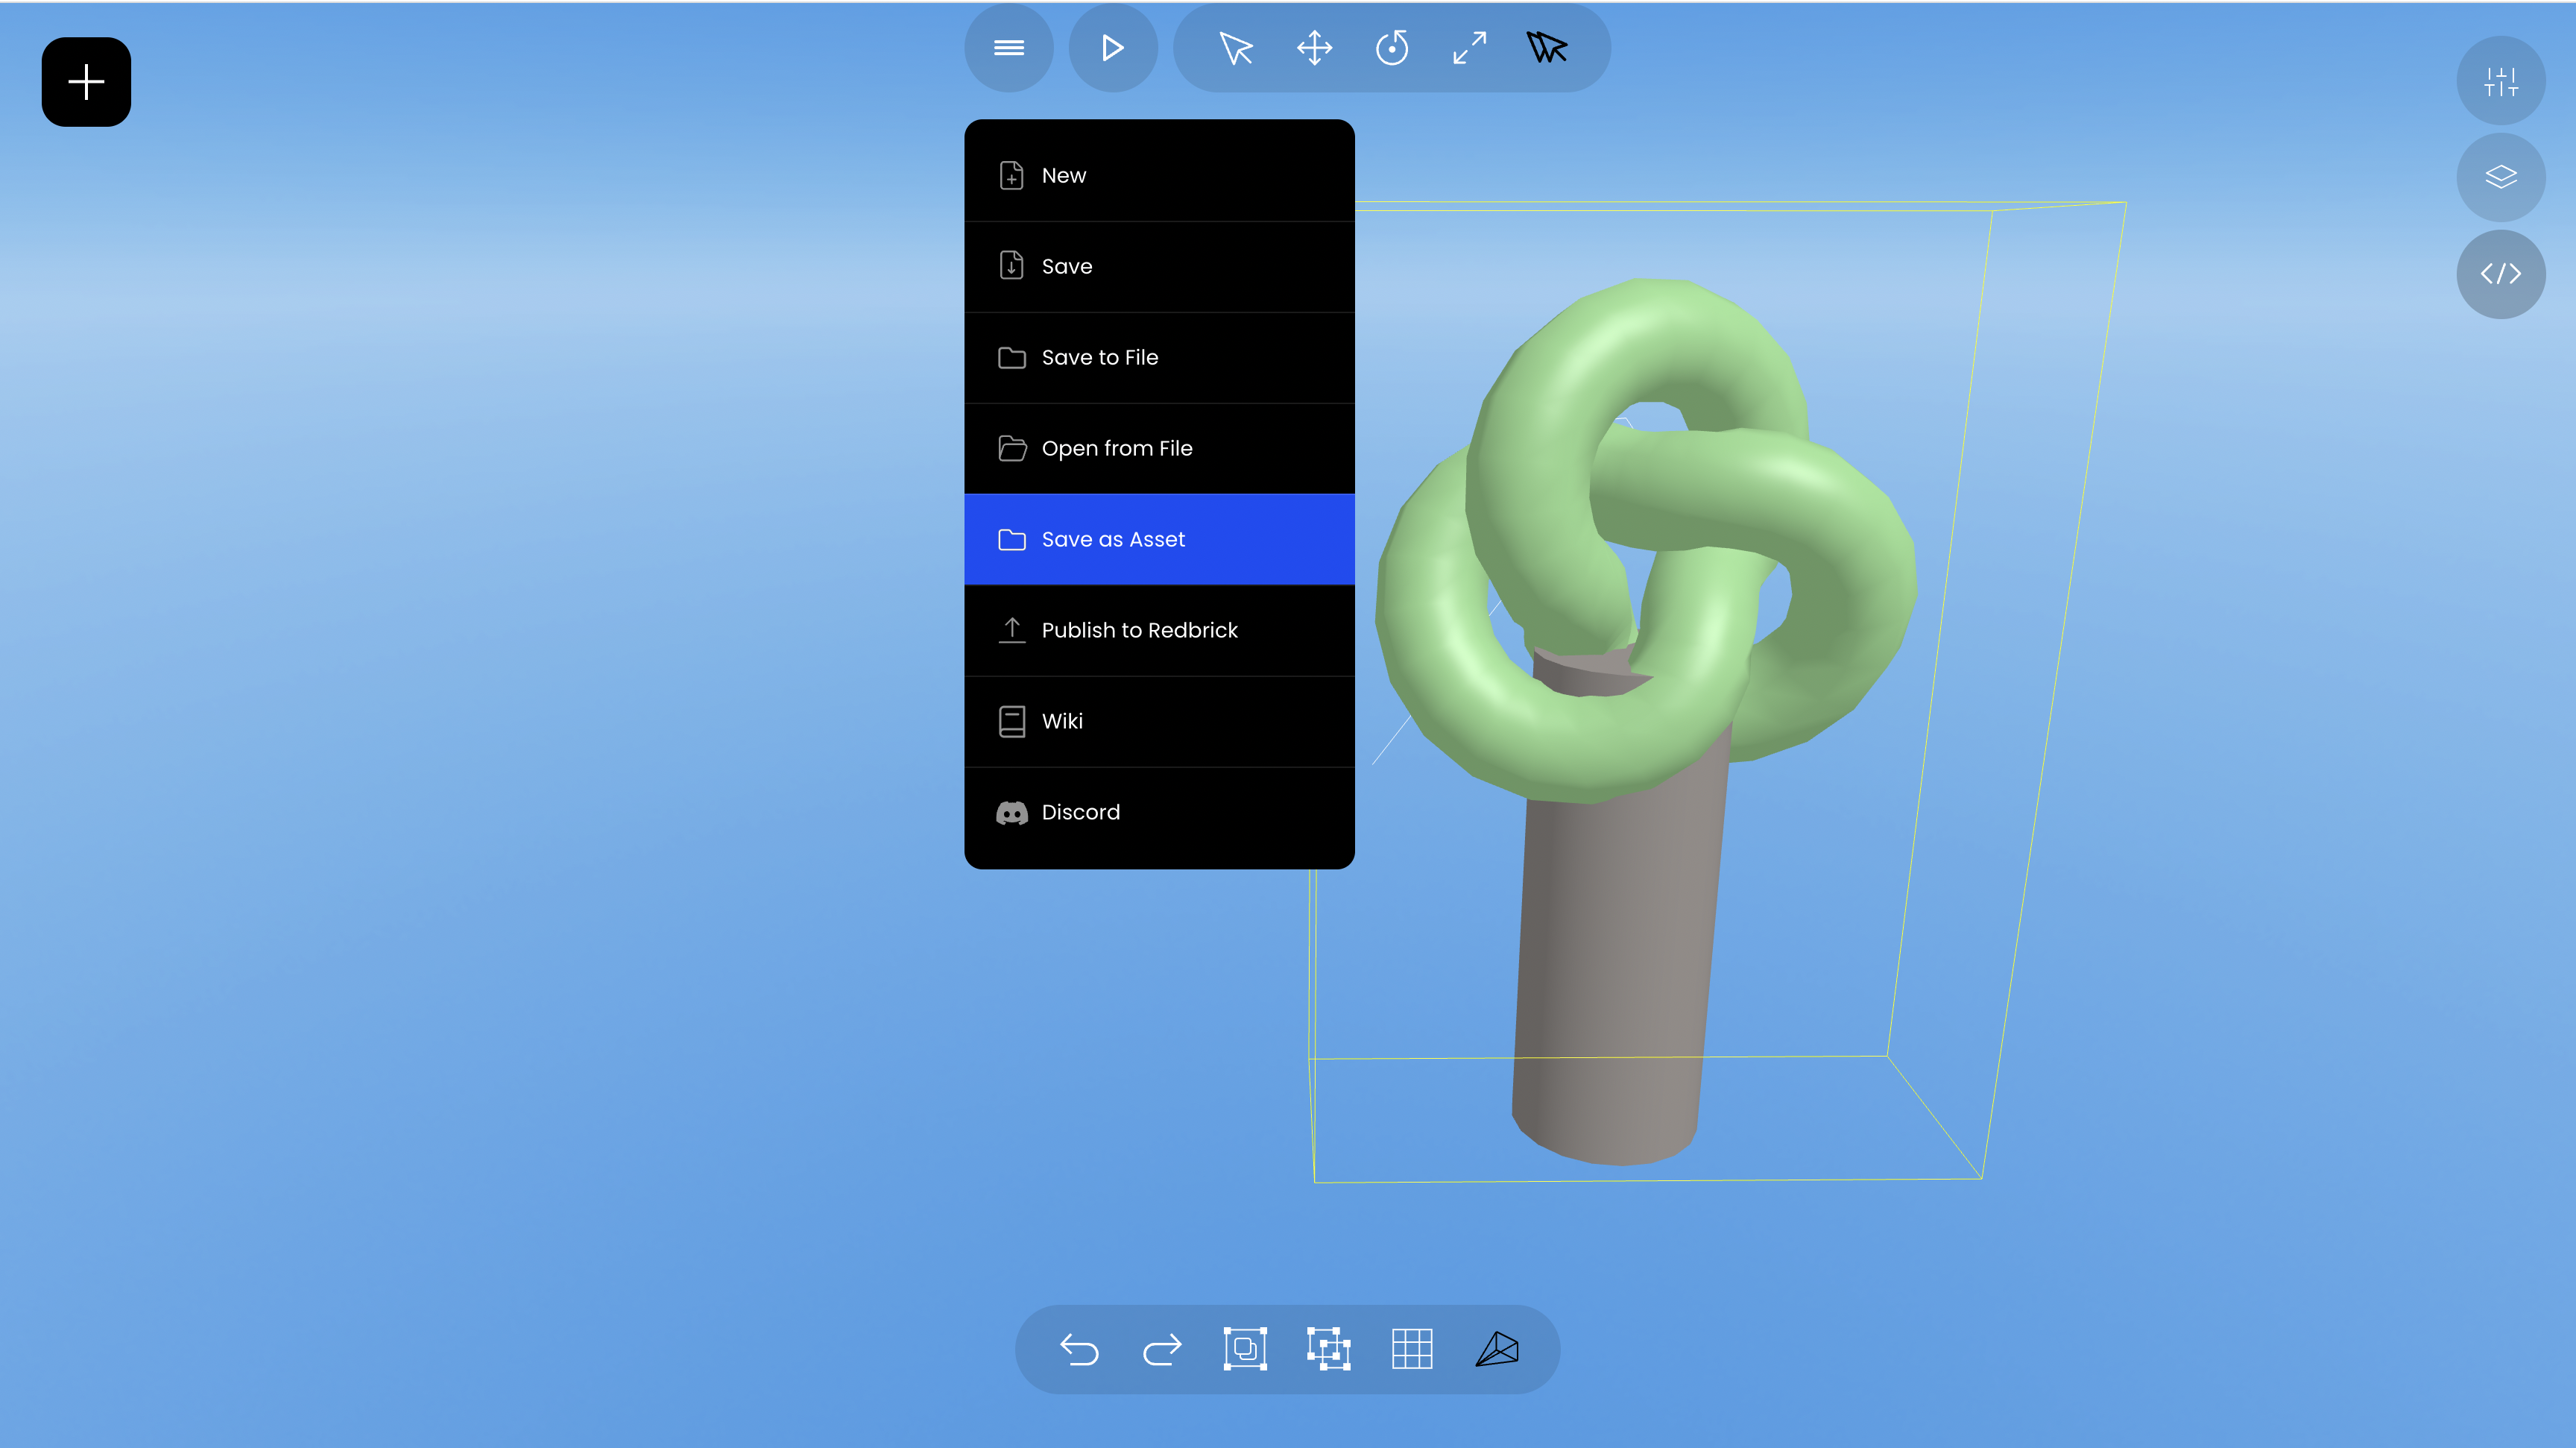 New
Save
Save to File
Open from File
Save as Asset
Publish to Redbrick
Wiki
Discord